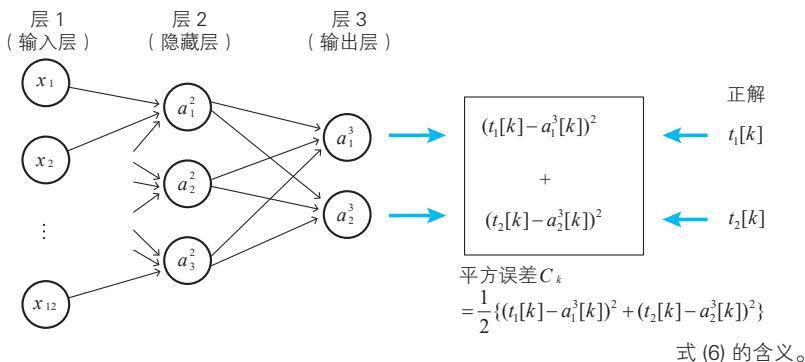 层 1 层 2 层 3
(输入层) (隐藏层) (输出层)
x₁
x₂
⋮
x₁₂
a₁²
a₂²
a₃²
a₁³
a₂³
正解
(t₁[k]−a₁³[k])² t₁[k]
+
(t₂[k]−a₂³[k])² t₂[k]
平方误差Cₖ
=1/2{(t₁[k]−a₁³[k])²+(t₂[k]−a₂³[k])²}
式 (6) 的含义。